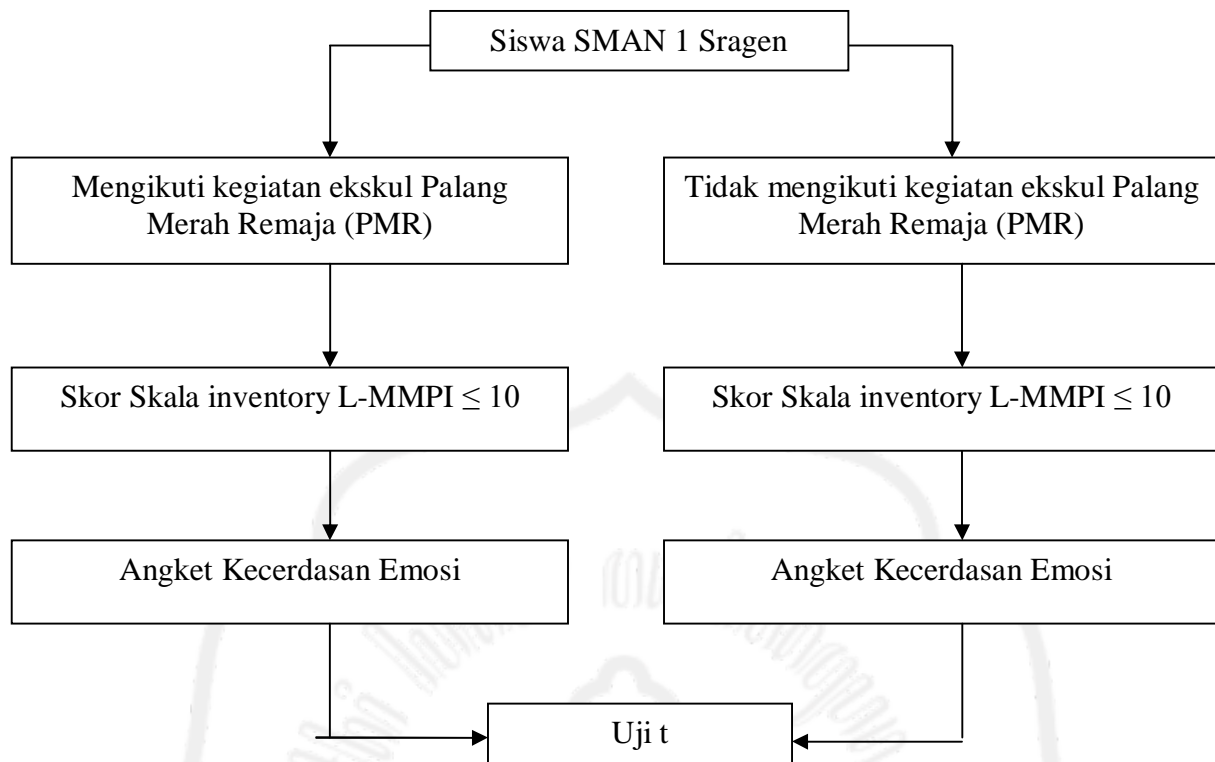 Siswa SMAN 1 Sragen
Mengikuti kegiatan ekskul Palang
Merah Remaja (PMR)
Tidak mengikuti kegiatan ekskul Palang
Merah Remaja (PMR)
Skor Skala inventory L-MMPI ≤ 10
Skor Skala inventory L-MMPI ≤ 10
Angket Kecerdasan Emosi
Angket Kecerdasan Emosi
Uji t